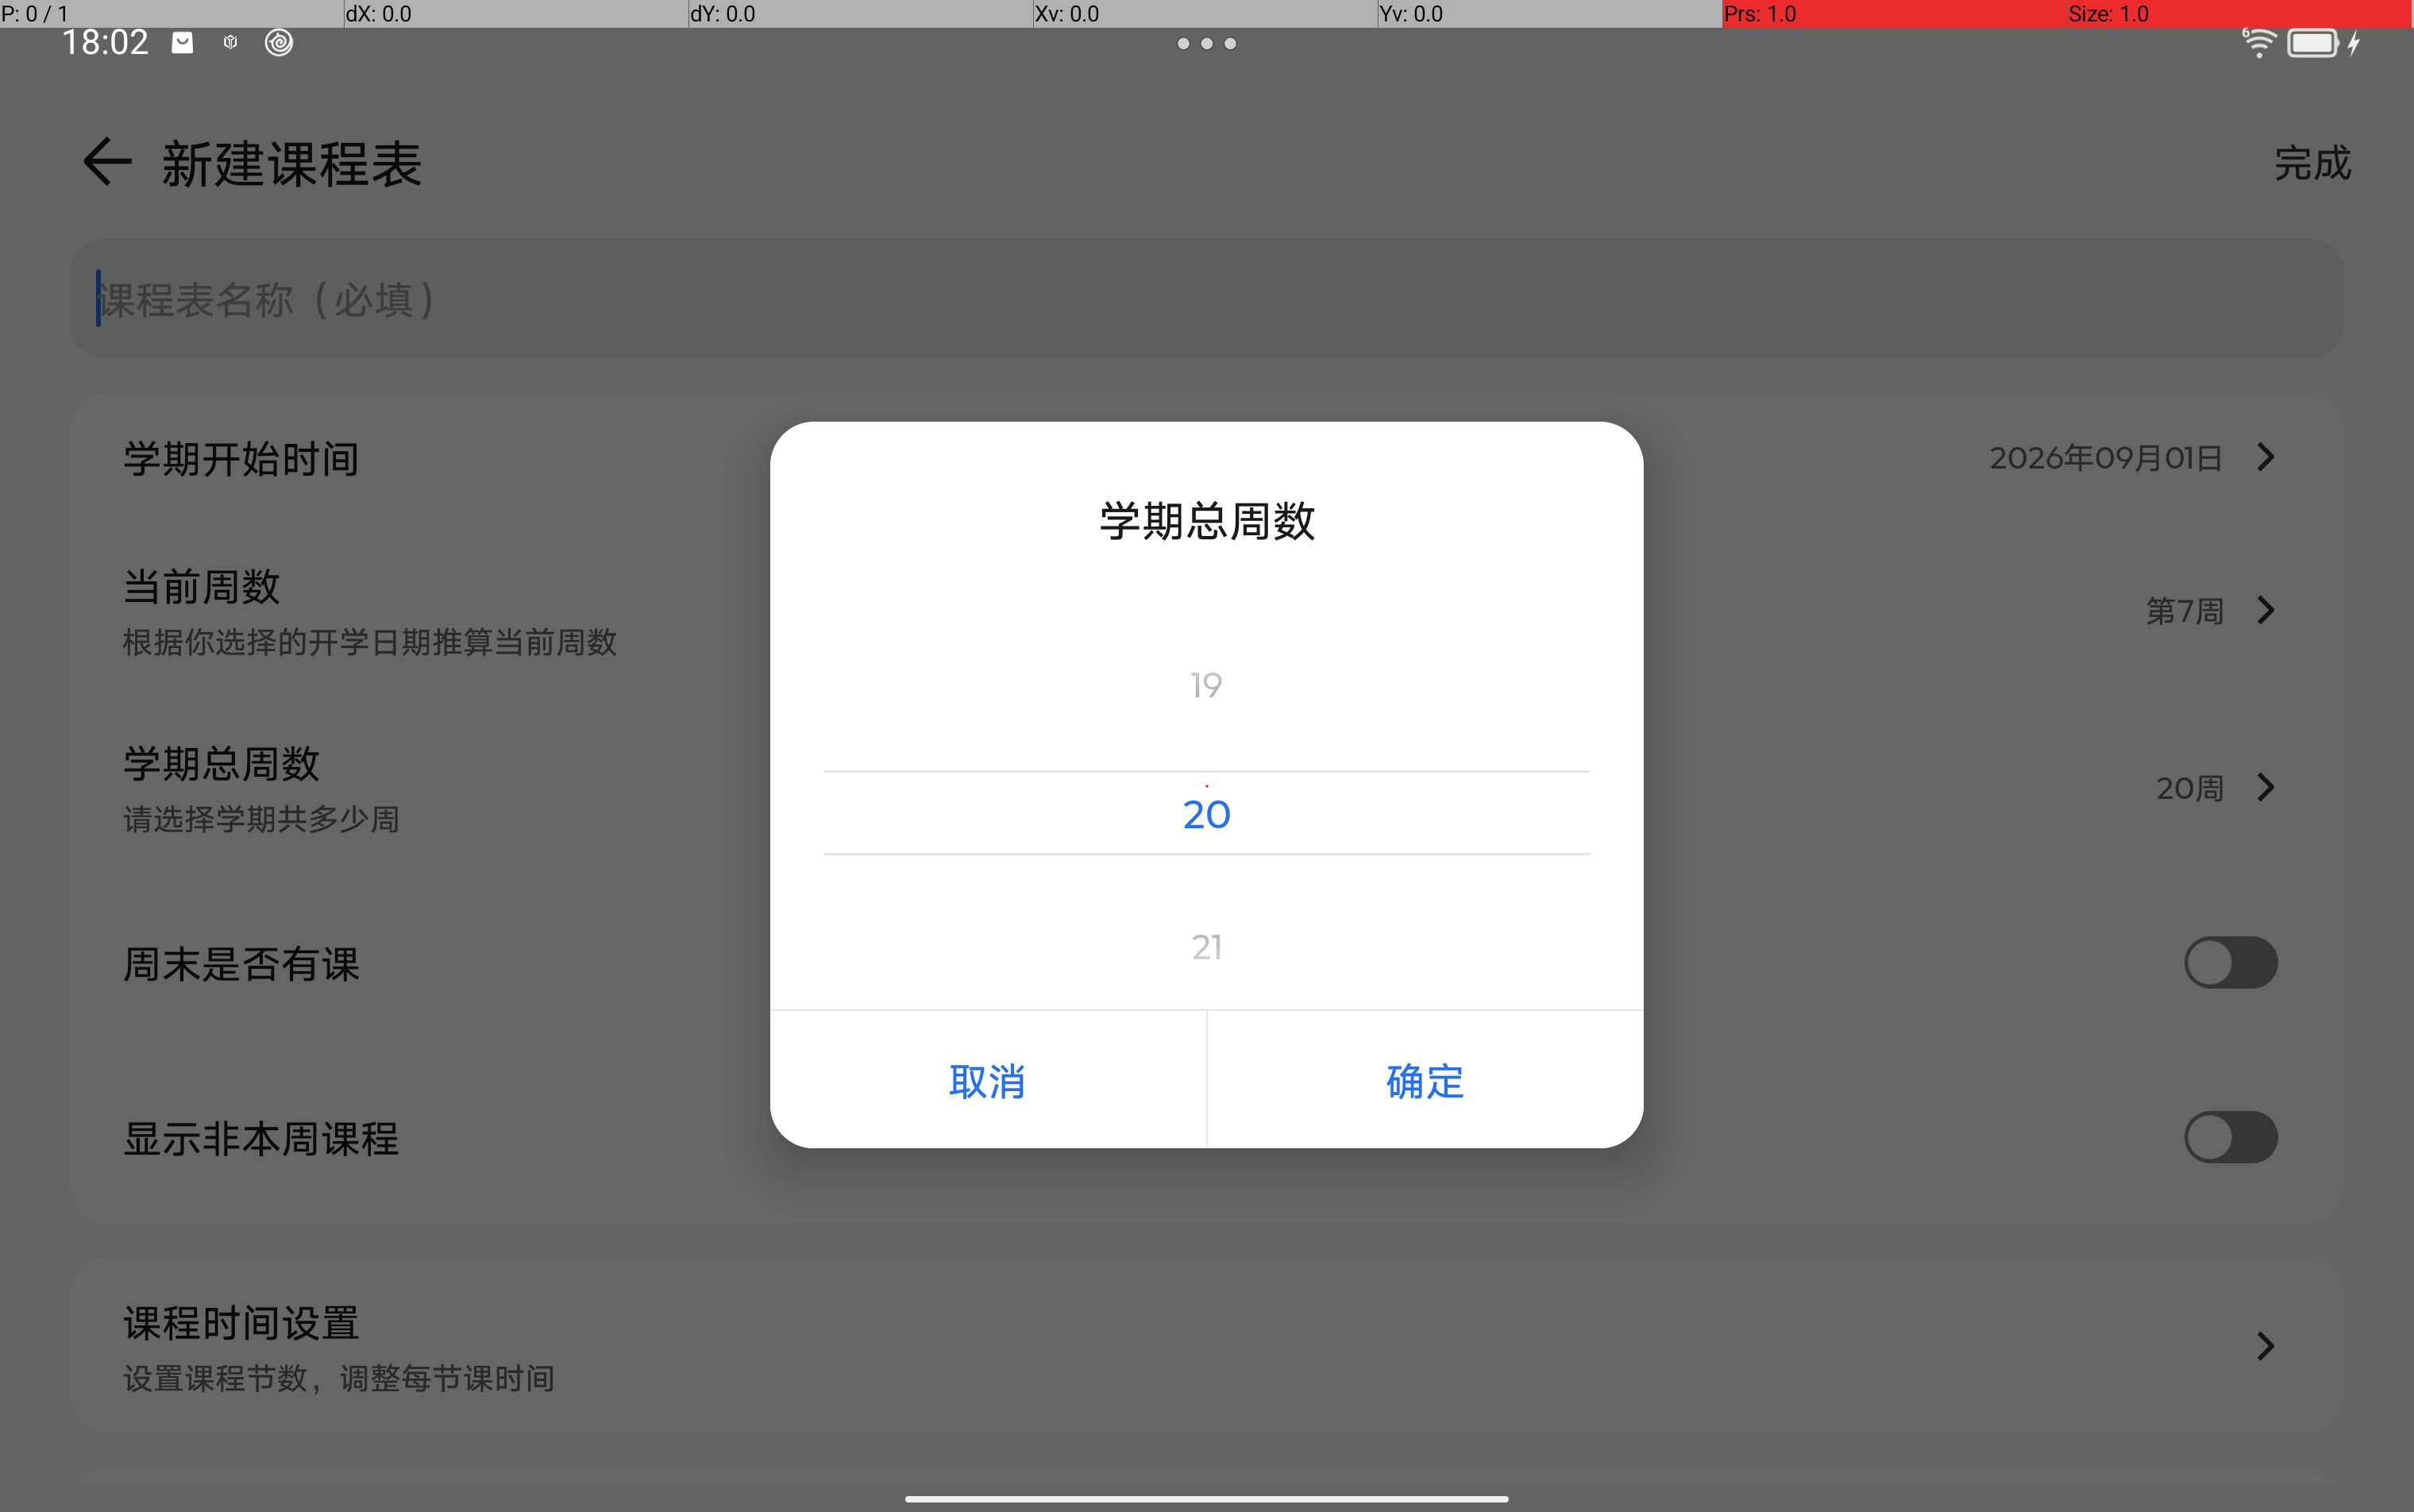 P: 0 / 1 dX: 0.0 dY: 0.0 Xv: 0.0 Yv: 0.0 Prs: 1.0 Size: 1.0
18:02 6
新建课程表 完成
课程表名称（必填）
学期开始时间 2026年09月01日
当前周数 第7周
根据你选择的开学日期推算当前周数
学期总周数 20周
请选择学期共多少周
周末是否有课
显示非本周课程
课程时间设置
设置课程节数，调整每节课时间
学期总周数
19
20
21
取消 确定